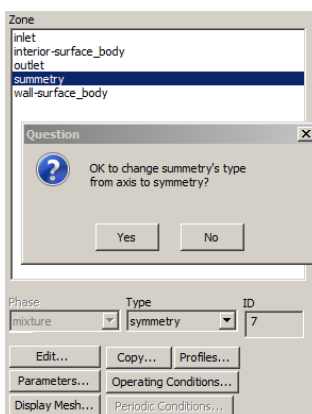 Zone
inlet
interior-surface_body
outlet
summetry
wall-surface_body
Question
OK to change summetry's type
from axis to symmetry?
Yes No
Phase Type ID
mixture symmetry 7
Edit... Copy... Profiles...
Parameters... Operating Conditions...
Display Mesh... Periodic Conditions...